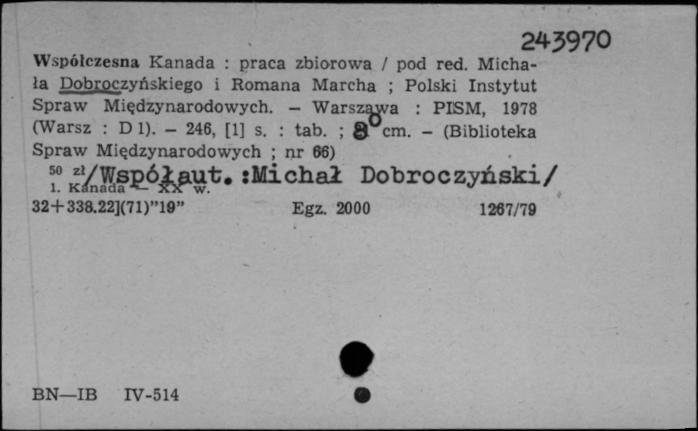 243970
Współczesna Kanada : praca zbiorowa / pod red. Micha-
ła Dobroczyńskiego i Romana Marcha ; Polski Instytut
Spraw Międzynarodowych. — Warszawa : PISM, 1978
(Warsz : D 1). — 246, [1] s. : tab. ; 8° cm. — (Biblioteka
Spraw Międzynarodowych ; nr 66)
50 zł /Współaut. :Michał Dobroczyński/
1. Kanada — XX w.
32+338.22](71)"19" Egz. 2000 1267/79
BN—IB IV-514